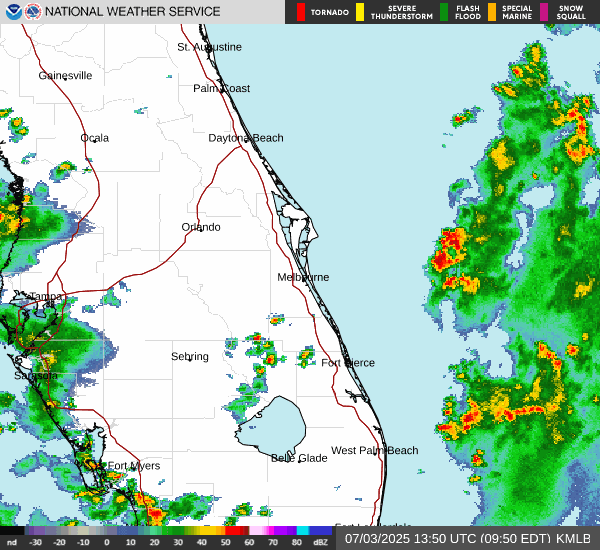 NATIONAL WEATHER SERVICE
TORNADO
SEVERE THUNDERSTORM
FLASH FLOOD
SPECIAL MARINE
SNOW SQUALL
St. Augustine
Gainesville
Palm Coast
Ocala
Daytona Beach
Orlando
Melbourne
Tampa
Sebring
Fort Pierce
Sarasota
West Palm Beach
Belle Glade
Fort Myers
Fort Lauderdale
nd -30 -20 -10 0 10 20 30 40 50 60 70 80 dBZ
07/03/2025 13:50 UTC (09:50 EDT) KMLB